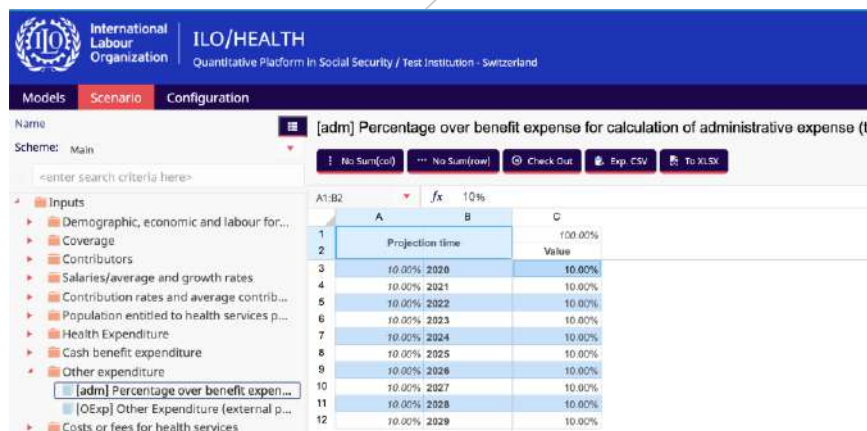 International
Labour
Organization
ILO/HEALTH
Quantitative Platform in Social Security / Test Institution - Switzerland
Models Scenario Configuration
Name
Scheme: Main
<enter search criteria here>
Inputs
Demographic, economic and labour for...
Coverage
Contributors
Salaries/average and growth rates
Contribution rates and average contrib...
Population entitled to health services p...
Health Expenditure
Cash benefit expenditure
Other expenditure
[adm] Percentage over benefit expen...
[OExp] Other Expenditure (external p...
Costs or fees for health services
[adm] Percentage over benefit expense for calculation of administrative expense (t
No Sum(col) No Sum(row) Check Out Exp. CSV To XLSX
A1:B2 fx 10%
A B C
1 Projection time 100.00%
2 Value
3 10.00% 2020 10.00%
4 10.00% 2021 10.00%
5 10.00% 2022 10.00%
6 10.00% 2023 10.00%
7 10.00% 2024 10.00%
8 10.00% 2025 10.00%
9 10.00% 2026 10.00%
10 10.00% 2027 10.00%
11 10.00% 2028 10.00%
12 10.00% 2029 10.00%